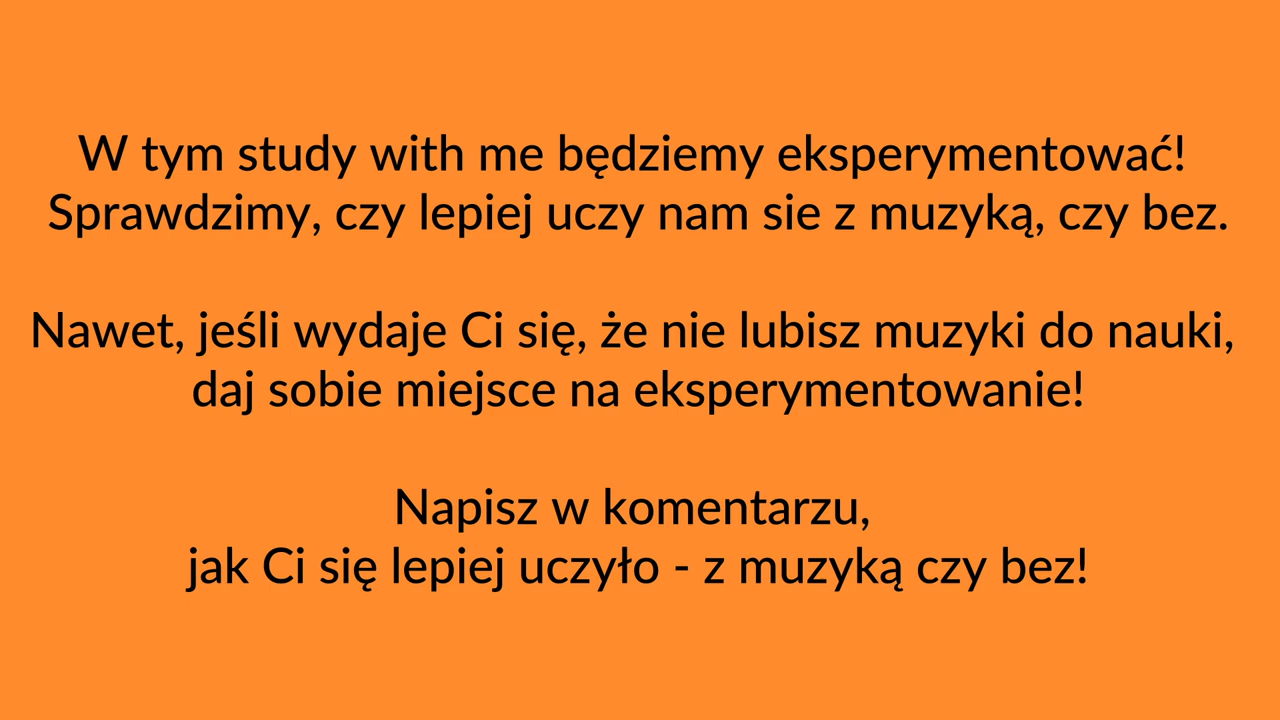 W tym study with me będziemy eksperymentować!
Sprawdzimy, czy lepiej uczy nam sie z muzyką, czy bez.
Nawet, jeśli wydaje Ci się, że nie lubisz muzyki do nauki,
daj sobie miejsce na eksperymentowanie!
Napisz w komentarzu,
jak Ci się lepiej uczyło - z muzyką czy bez!